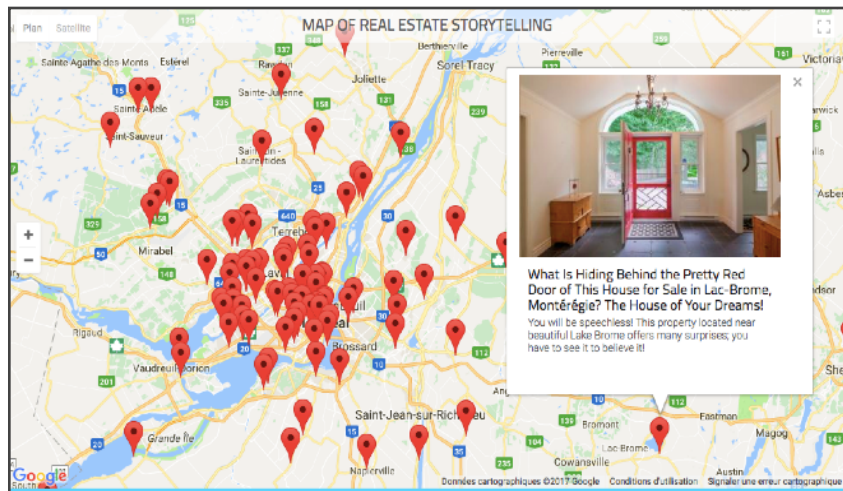 Plan Satellite
MAP OF REAL ESTATE STORYTELLING
Berthierville
Pierreville
Victoria
Sainte-Agathe-des-Monts
Estérel
Joliette
Sorel Tracy
Sainte-Julienne
Sainte-Adèle
Saint-Sauveur
Laurentides
Mirabel
Terrebo
Laval
Rigaud
Brossard
Vaudreuil-Dorion
Saint-Jean-sur-Richelieu
Grande Île
Napierville
What Is Hiding Behind the Pretty Red
Door of This House for Sale in Lac-Brome,
Montérégie? The House of Your Dreams!
You will be speechless! This property located near
beautiful Lake Brome offers many surprises; you
have to see it to believe it!
Bromont
Eastman
Magog
Lac-Brome
Cowansville
Austin
Google
Données cartographiques ©2017 Google Conditions d'utilisation Signaler une erreur cartographique